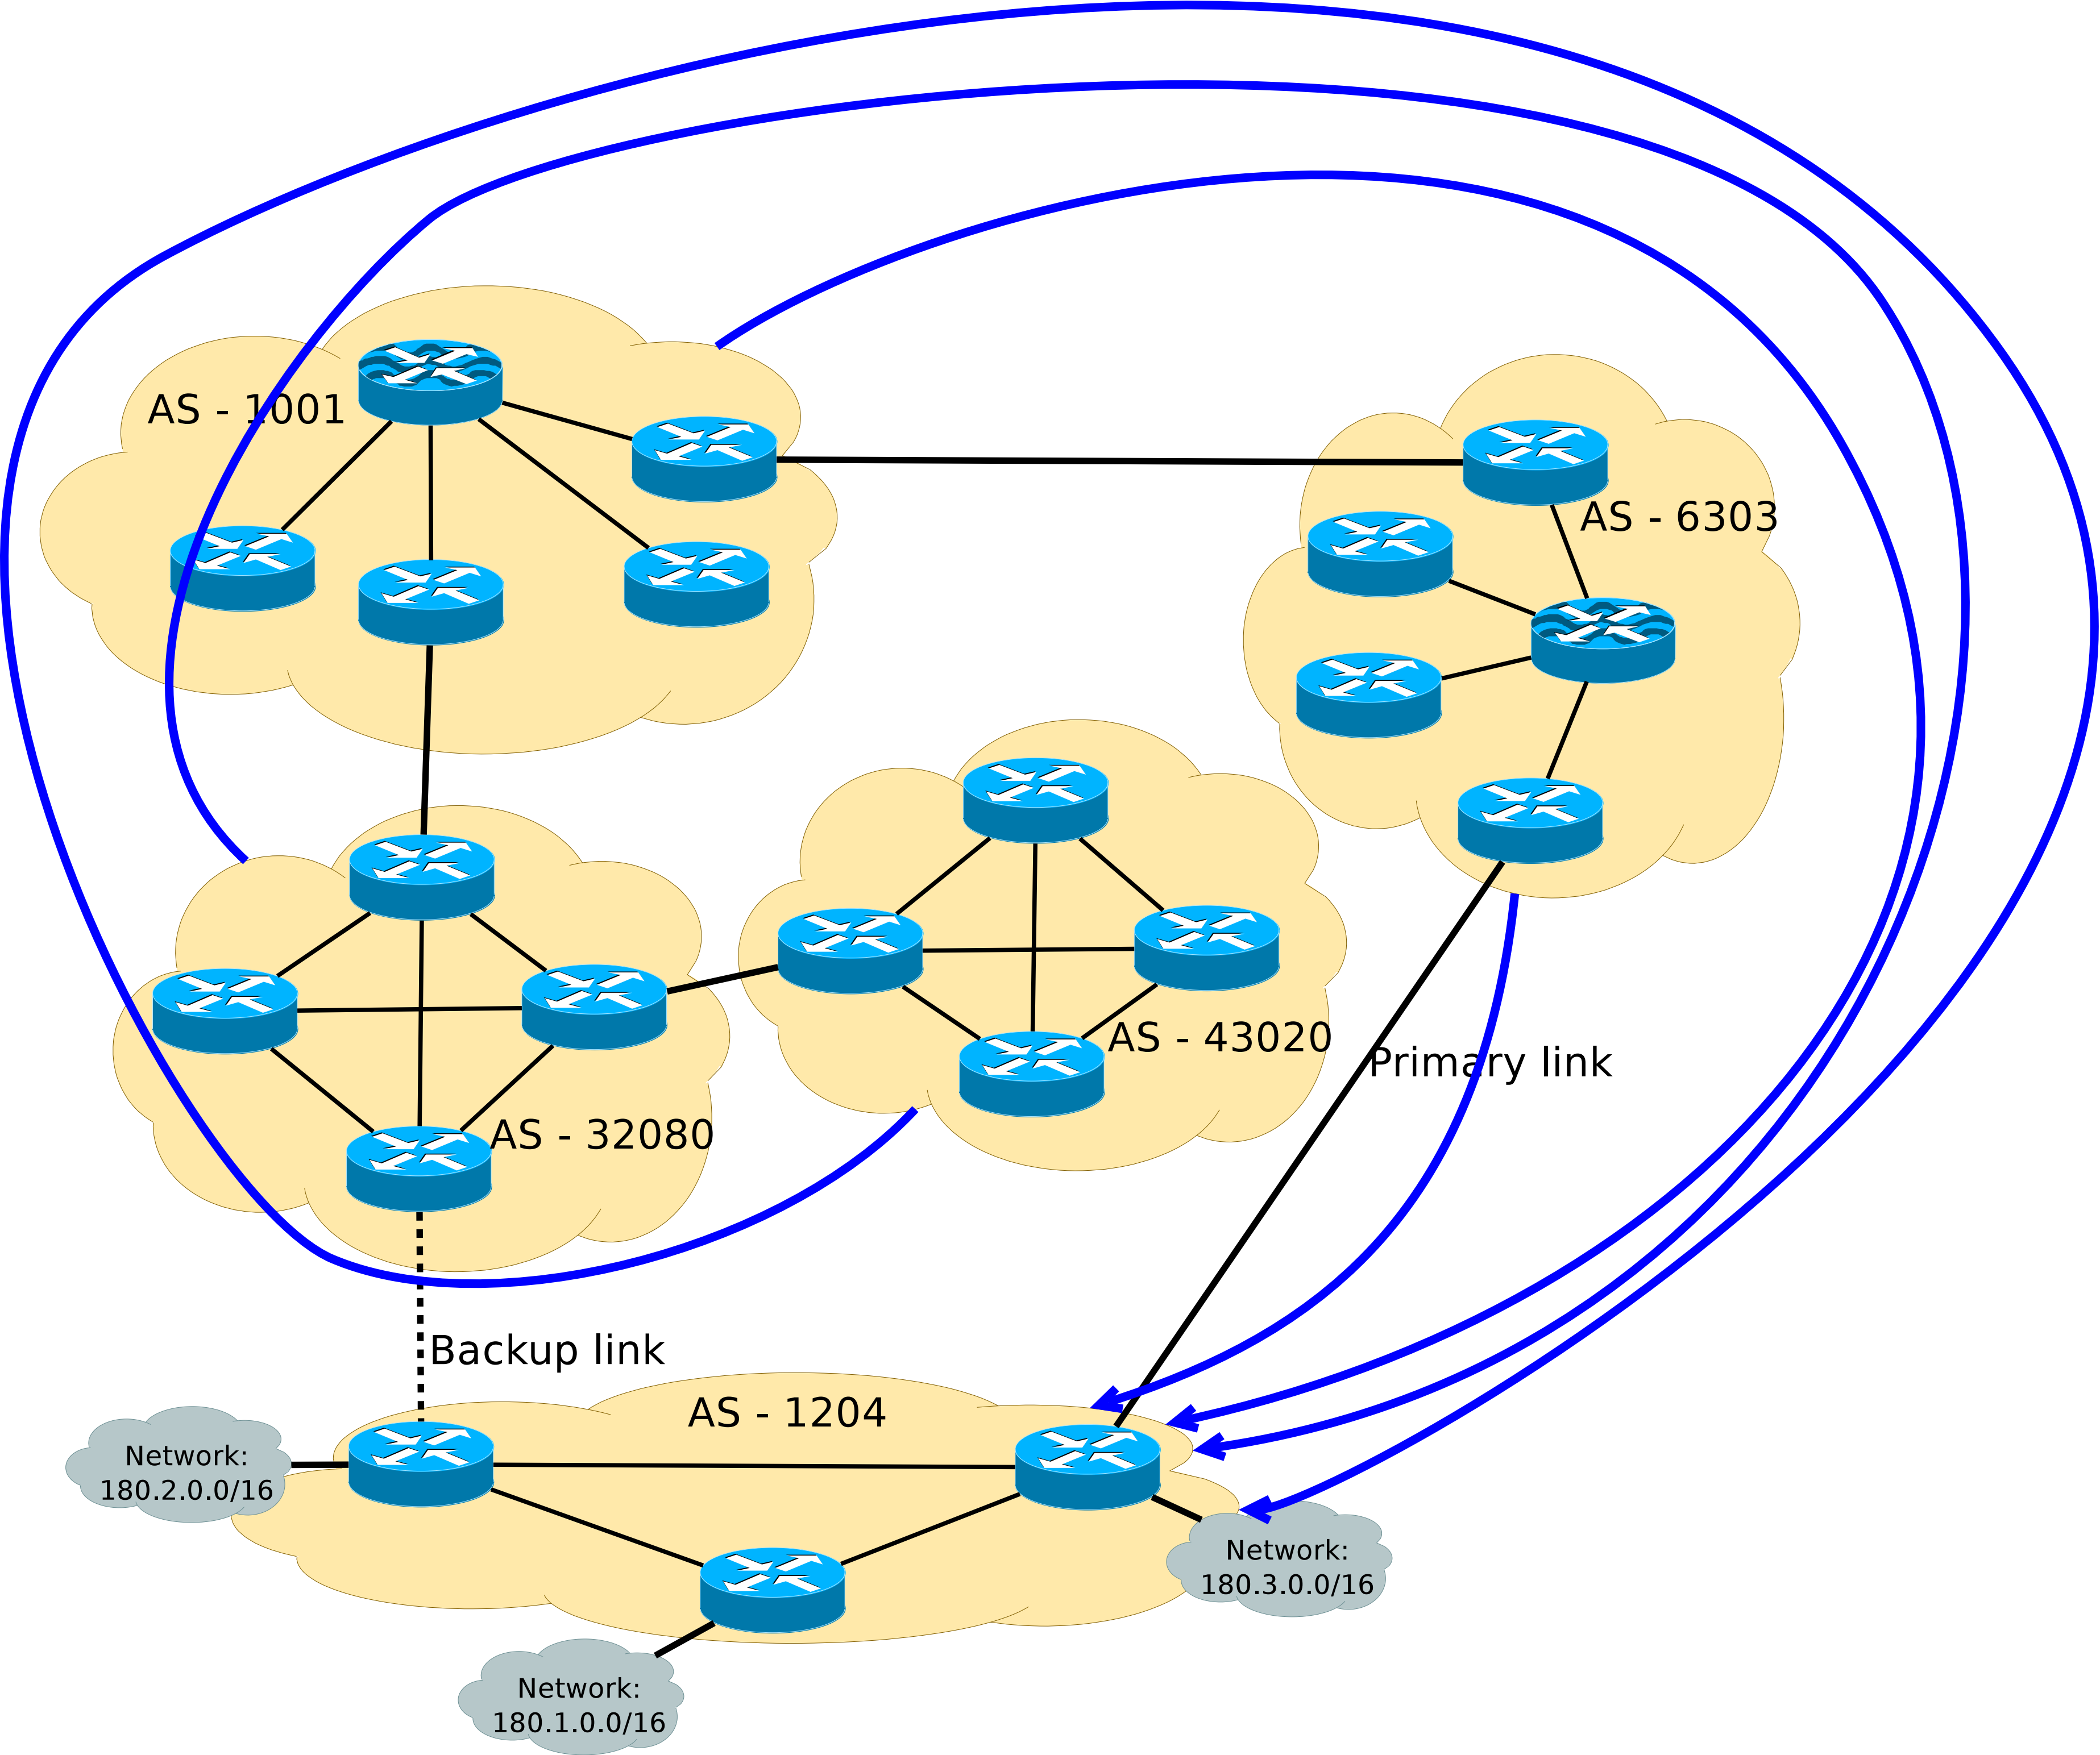 AS - 1001
AS - 6303
AS - 43020
Primary link
AS - 32080
Backup link
AS - 1204
Network:
180.2.0.0/16
Network:
180.3.0.0/16
Network:
180.1.0.0/16